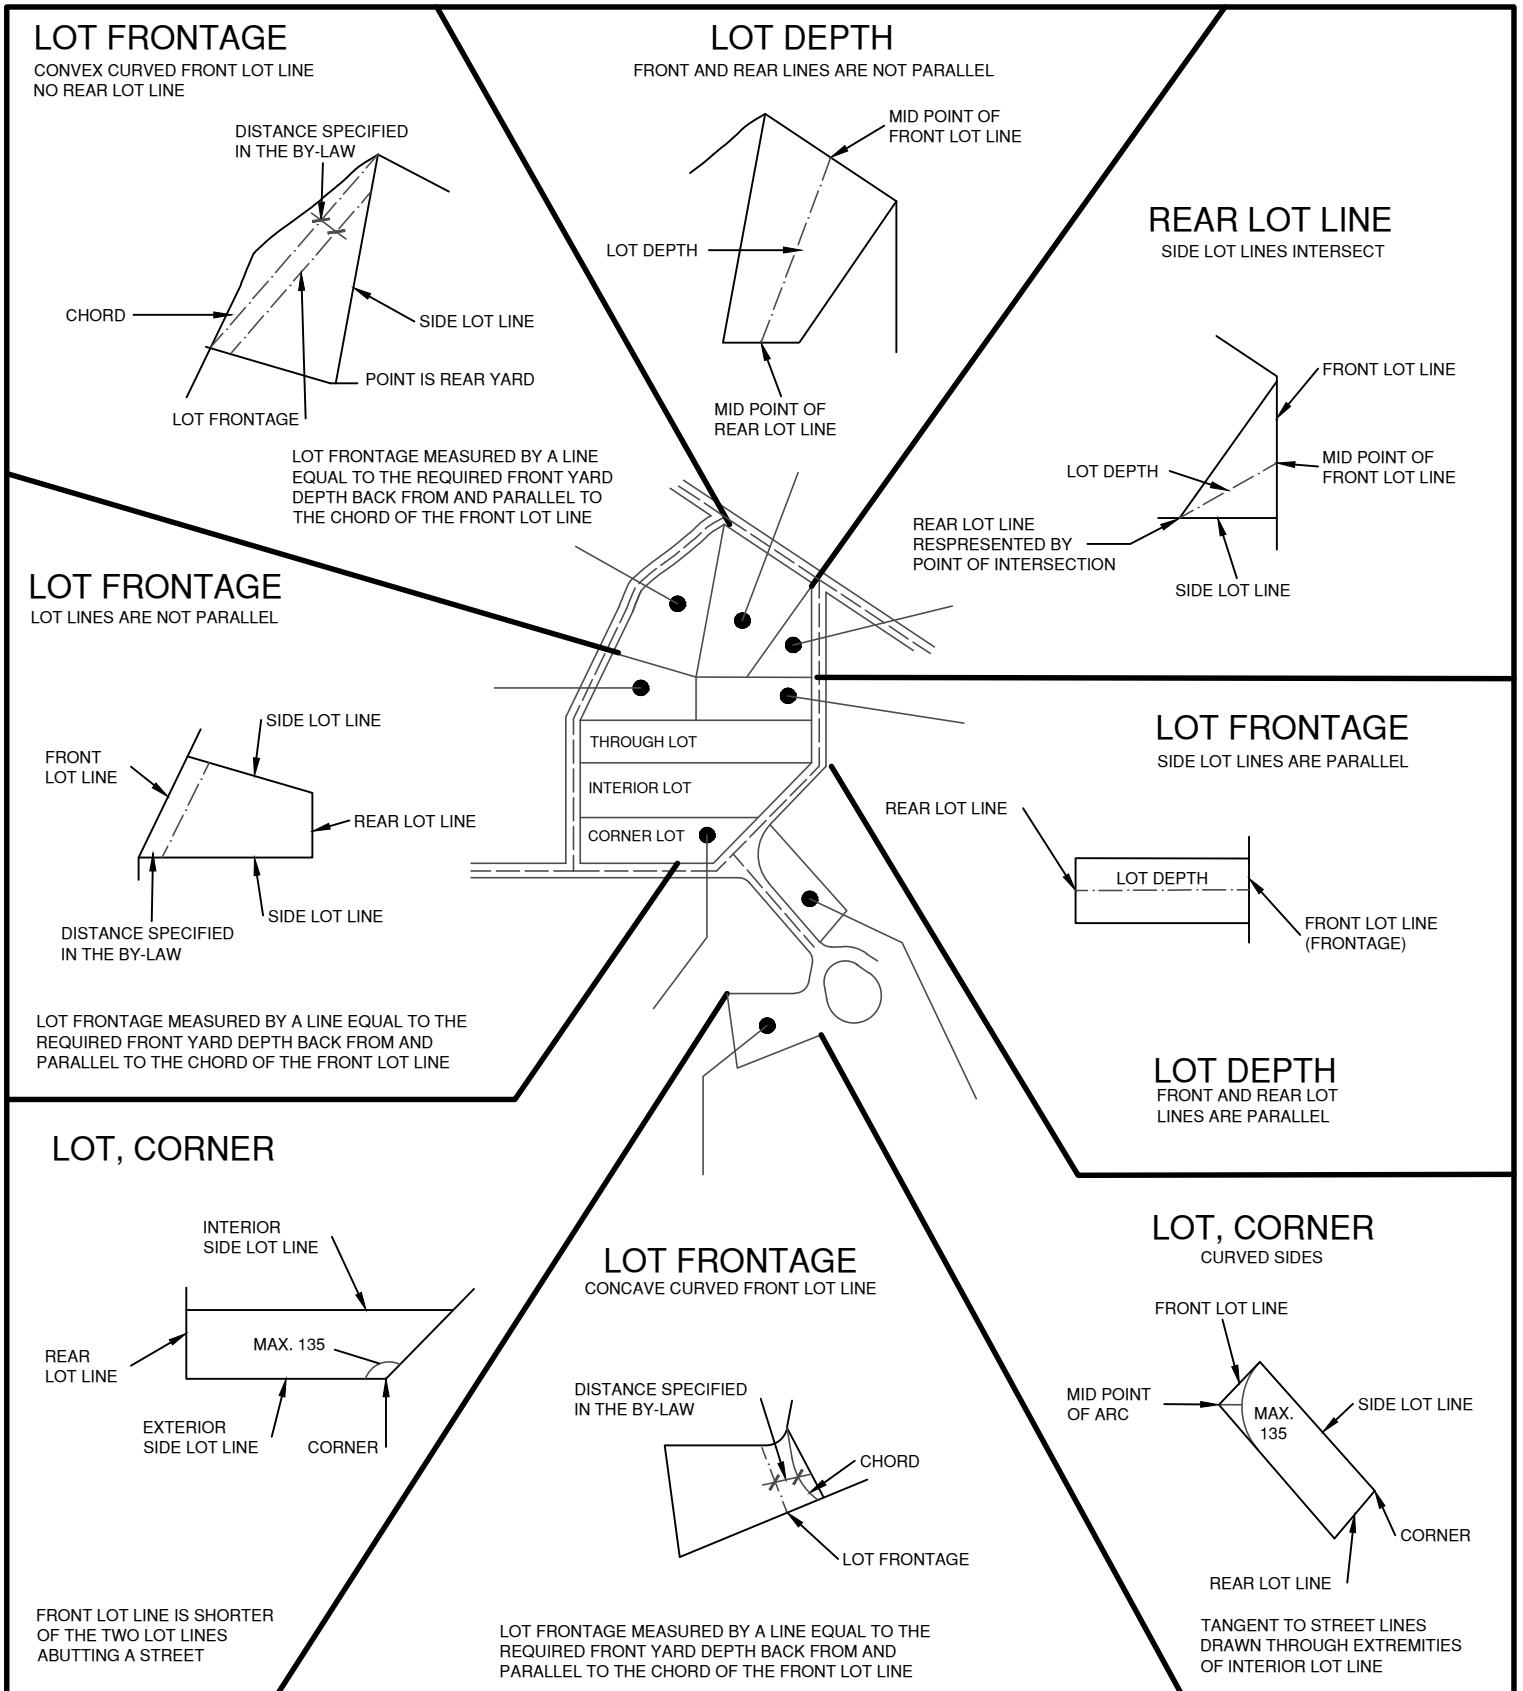 LOT FRONTAGE
CONVEX CURVED FRONT LOT LINE
NO REAR LOT LINE
DISTANCE SPECIFIED
IN THE BY-LAW
CHORD
SIDE LOT LINE
POINT IS REAR YARD
LOT FRONTAGE
LOT FRONTAGE MEASURED BY A LINE
EQUAL TO THE REQUIRED FRONT YARD
DEPTH BACK FROM AND PARALLEL TO
THE CHORD OF THE FRONT LOT LINE
LOT DEPTH
FRONT AND REAR LINES ARE NOT PARALLEL
MID POINT OF
FRONT LOT LINE
LOT DEPTH
MID POINT OF
REAR LOT LINE
REAR LOT LINE
SIDE LOT LINES INTERSECT
FRONT LOT LINE
LOT DEPTH
MID POINT OF
FRONT LOT LINE
REAR LOT LINE
RESPRESENTED BY
POINT OF INTERSECTION
SIDE LOT LINE
LOT FRONTAGE
LOT LINES ARE NOT PARALLEL
SIDE LOT LINE
FRONT
LOT LINE
REAR LOT LINE
SIDE LOT LINE
DISTANCE SPECIFIED
IN THE BY-LAW
LOT FRONTAGE MEASURED BY A LINE EQUAL TO THE
REQUIRED FRONT YARD DEPTH BACK FROM AND
PARALLEL TO THE CHORD OF THE FRONT LOT LINE
THROUGH LOT
INTERIOR LOT
CORNER LOT
LOT FRONTAGE
SIDE LOT LINES ARE PARALLEL
REAR LOT LINE
LOT DEPTH
FRONT LOT LINE
(FRONTAGE)
LOT DEPTH
FRONT AND REAR LOT
LINES ARE PARALLEL
LOT, CORNER
INTERIOR
SIDE LOT LINE
MAX. 135
REAR
LOT LINE
EXTERIOR
SIDE LOT LINE
CORNER
FRONT LOT LINE IS SHORTER
OF THE TWO LOT LINES
ABUTTING A STREET
LOT FRONTAGE
CONCAVE CURVED FRONT LOT LINE
DISTANCE SPECIFIED
IN THE BY-LAW
CHORD
LOT FRONTAGE
LOT FRONTAGE MEASURED BY A LINE EQUAL TO THE
REQUIRED FRONT YARD DEPTH BACK FROM AND
PARALLEL TO THE CHORD OF THE FRONT LOT LINE
LOT, CORNER
CURVED SIDES
FRONT LOT LINE
MID POINT
OF ARC
MAX.
135
SIDE LOT LINE
CORNER
REAR LOT LINE
TANGENT TO STREET LINES
DRAWN THROUGH EXTREMITIES
OF INTERIOR LOT LINE